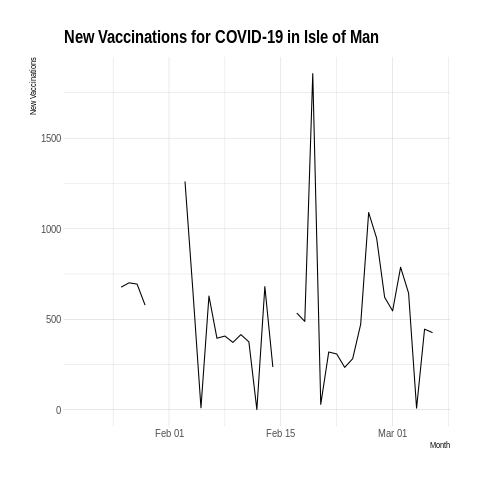 New Vaccinations for COVID-19 in Isle of Man
New Vaccinations
1500
1000
500
0
Feb 01
Feb 15
Mar 01
Month